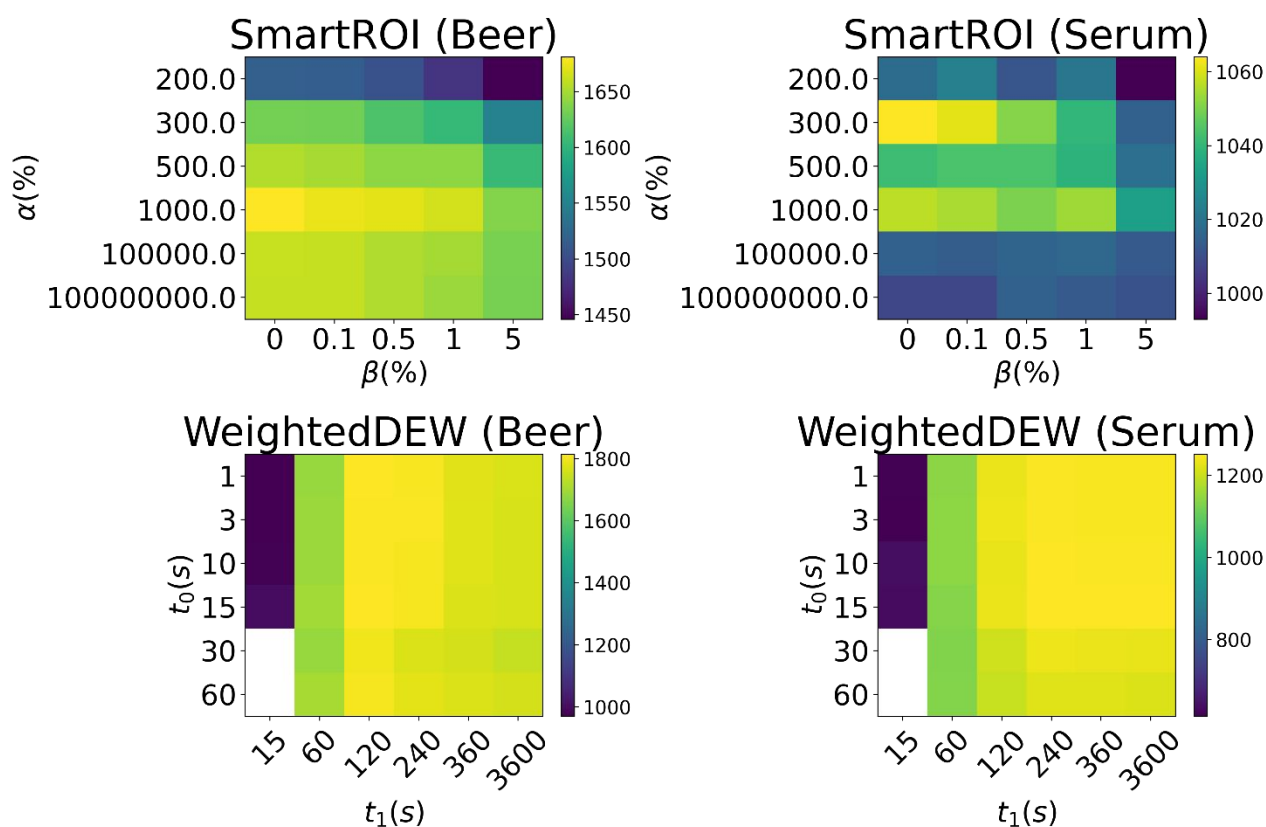 SmartROI (Beer)
α(%)
200.0
300.0
500.0
1000.0
100000.0
100000000.0
0 0.1 0.5 1 5
β(%)
1650
1600
1550
1500
1450
SmartROI (Serum)
α(%)
200.0
300.0
500.0
1000.0
100000.0
100000000.0
0 0.1 0.5 1 5
β(%)
1060
1040
1020
1000
WeightedDEW (Beer)
t₀(s)
1
3
10
15
30
60
15 60 120 240 360 3600
t₁(s)
1800
1600
1400
1200
1000
WeightedDEW (Serum)
t₀(s)
1
3
10
15
30
60
15 60 120 240 360 3600
t₁(s)
1200
1000
800